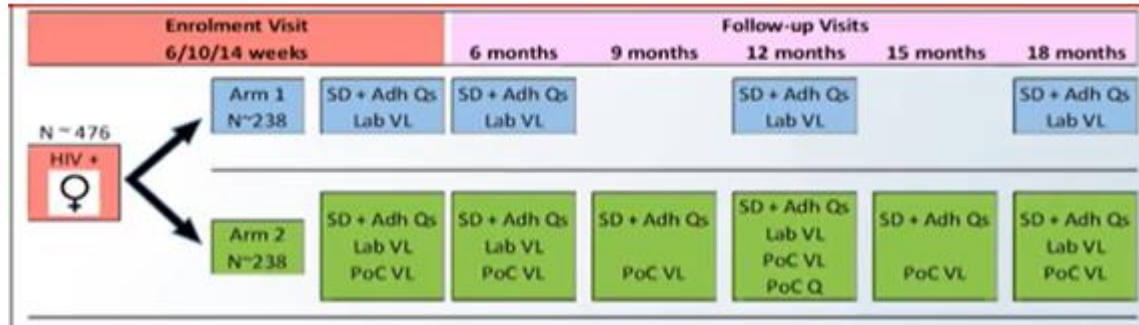 Enrolment Visit
6/10/14 weeks
Follow-up Visits
6 months 9 months 12 months 15 months 18 months
N ~ 476
HIV +
Arm 1
N~238
SD + Adh Qs
Lab VL
SD + Adh Qs
Lab VL
SD + Adh Qs
Lab VL
SD + Adh Qs
Lab VL
Arm 2
N~238
SD + Adh Qs
Lab VL
PoC VL
SD + Adh Qs
Lab VL
PoC VL
SD + Adh Qs
PoC VL
SD + Adh Qs
Lab VL
PoC VL
PoC Q
SD + Adh Qs
PoC VL
SD + Adh Qs
Lab VL
PoC VL